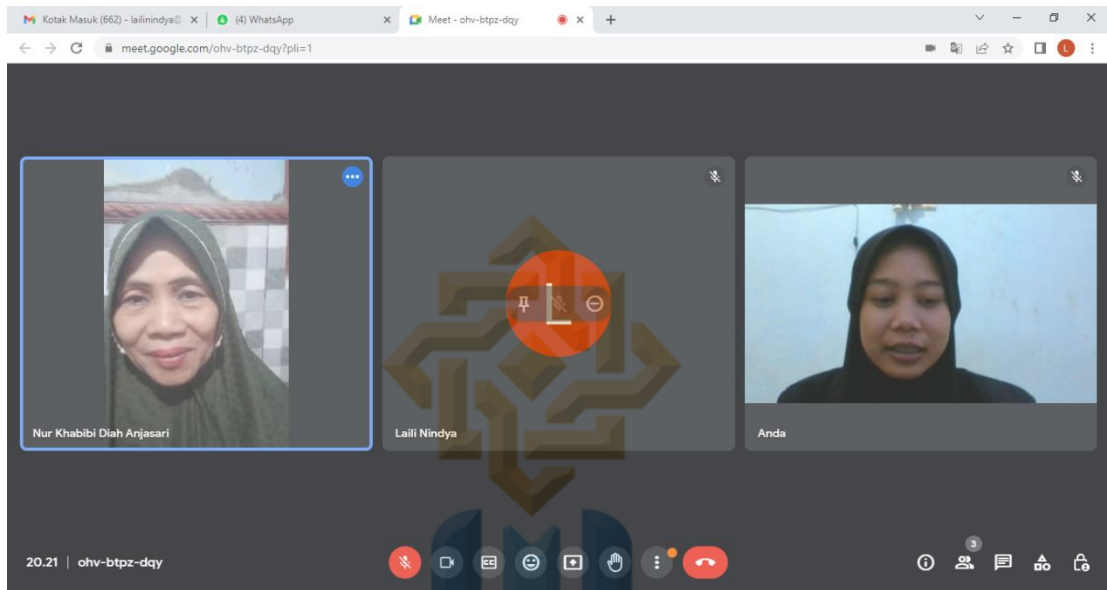 Kotak Masuk (662) - lailinindya
(4) WhatsApp
Meet - ohv-btpz-dqy
meet.google.com/ohv-btpz-dqy?pli=1
L
L
Nur Khabibi Diah Anjasari
Laili Nindya
Anda
20.21 | ohv-btpz-dqy
CC
3